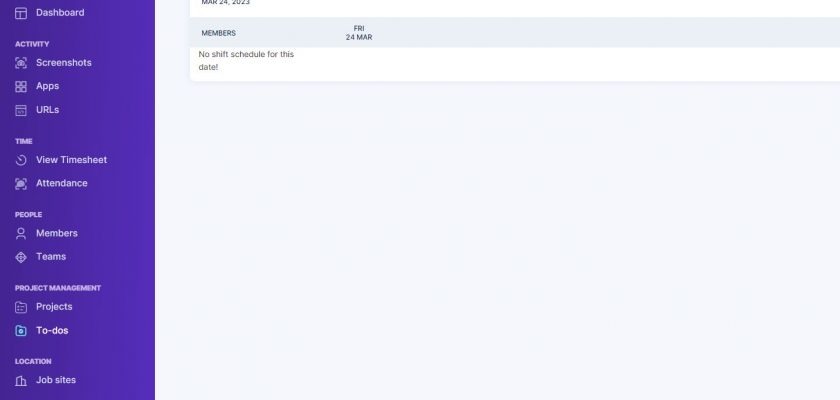 Dashboard
ACTIVITY
Screenshots
Apps
URLs
TIME
View Timesheet
Attendance
PEOPLE
Members
Teams
PROJECT MANAGEMENT
Projects
To-dos
LOCATION
Job sites
MAR 24, 2023
MEMBERS
FRI
24 MAR
No shift schedule for this
date!